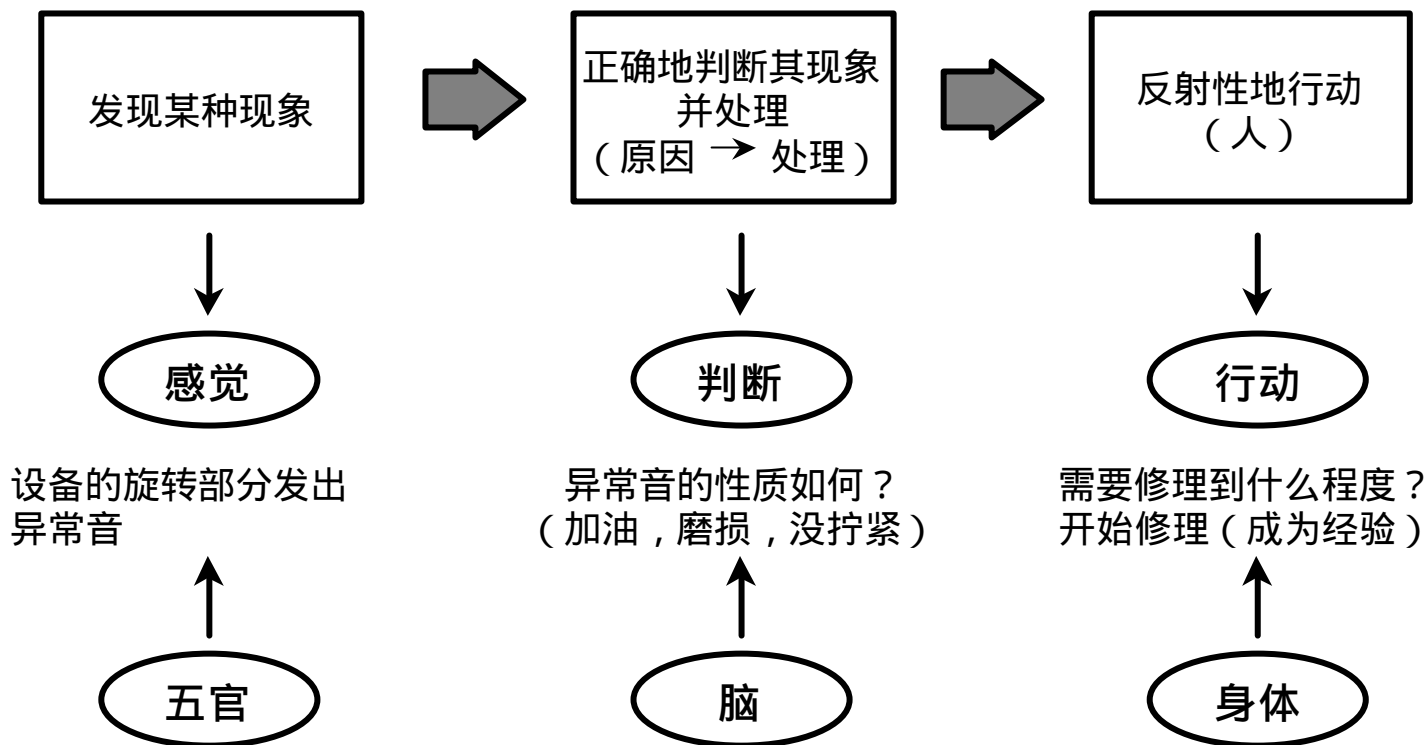 发现某种现象
正确地判断其现象
并处理
（原因 → 处理）
反射性地行动
（人）
感觉
判断
行动
设备的旋转部分发出
异常音
异常音的性质如何？
（加油，磨损，没拧紧）
需要修理到什么程度？
开始修理（成为经验）
五官
脑
身体